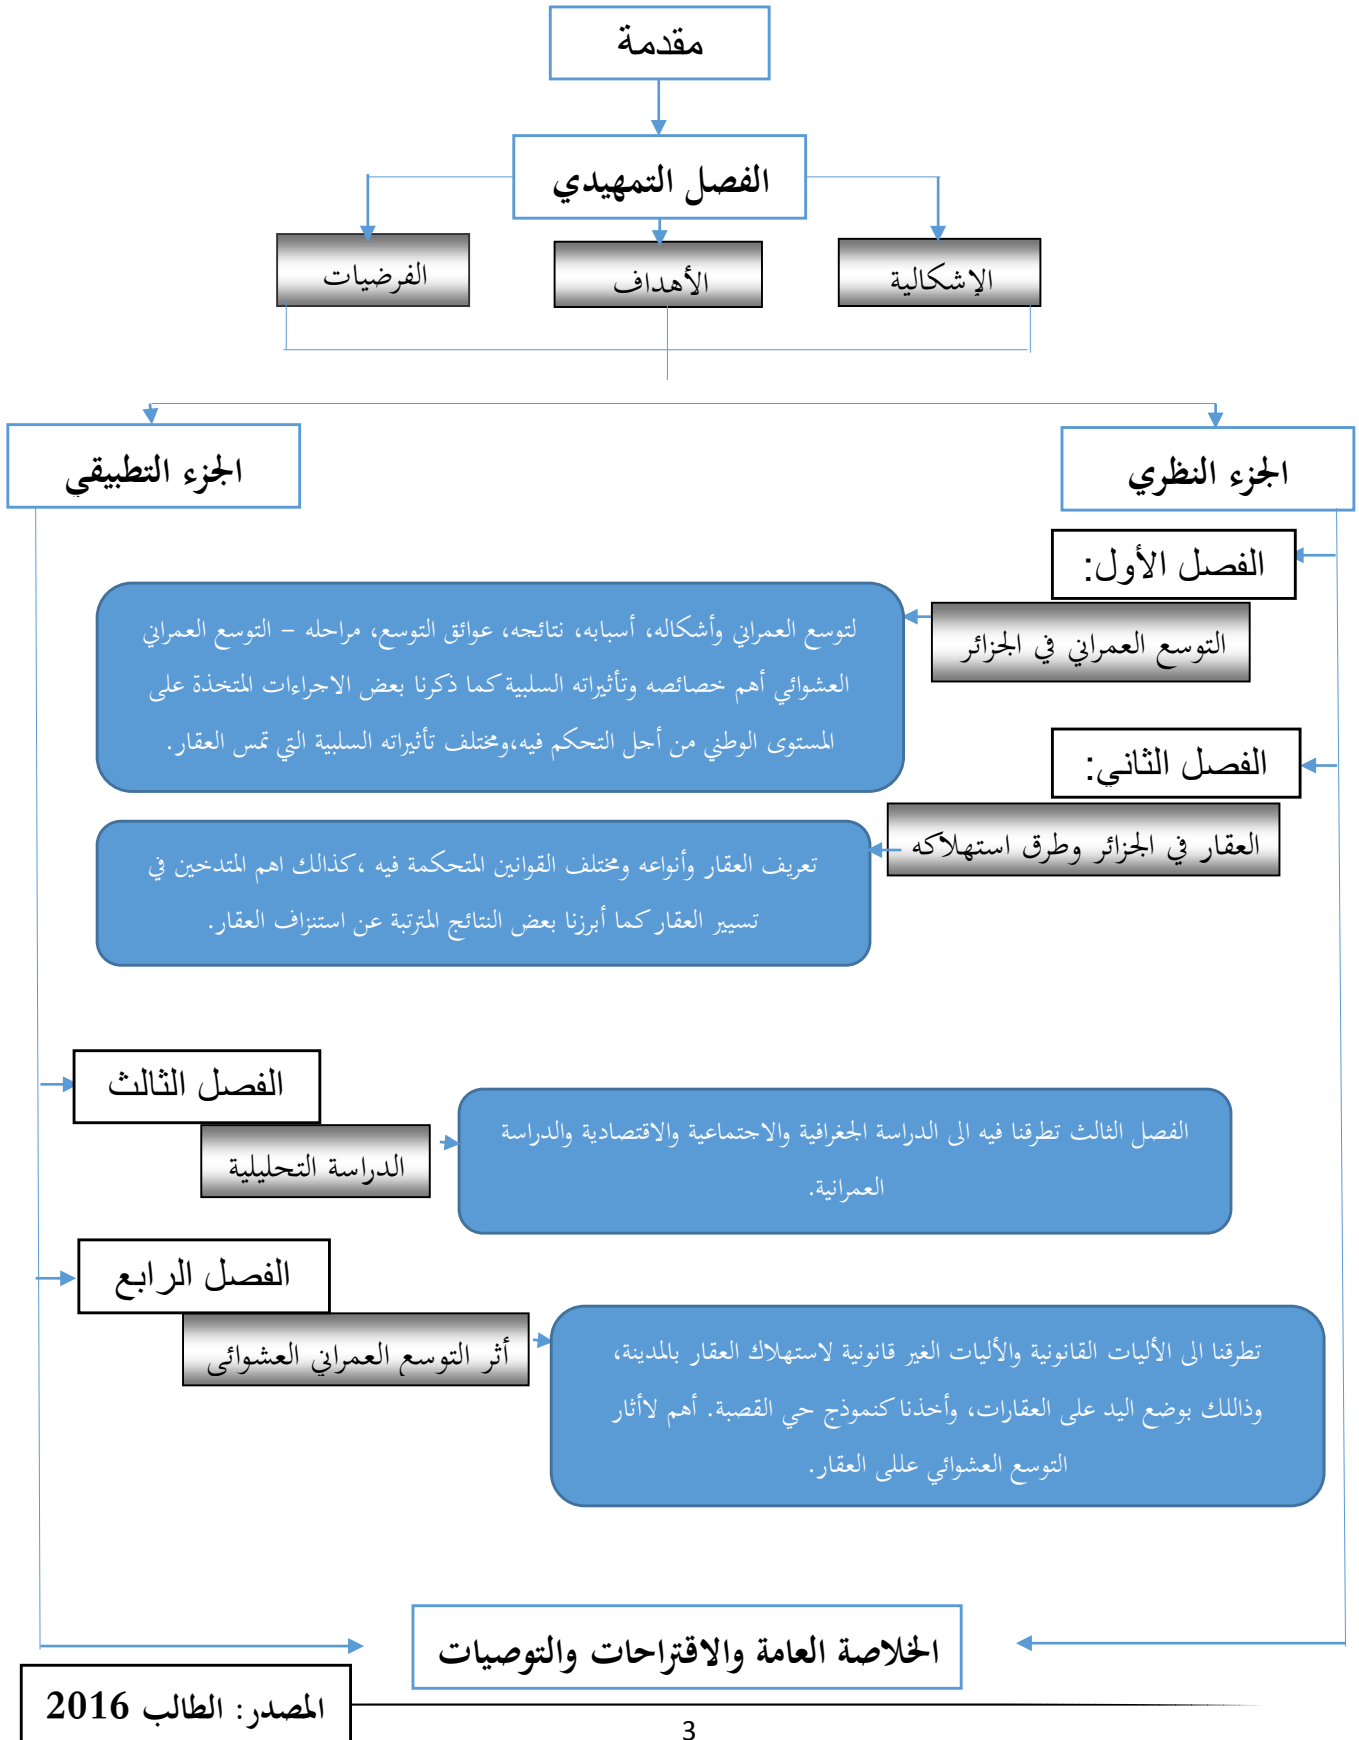 مقدمة
الفصل التمهيدي
الإشكالية
الأهداف
الفرضيات
الجزء النظري
الجزء التطبيقي
الفصل الأول:
التوسع العمراني في الجزائر
لتوسع العمراني وأشكاله، أسبابه، نتائجه، عوائق التوسع، مراحله – التوسع العمراني
العشوائي أهم خصائصه وتأثيراته السلبية كما ذكرنا بعض الاجراءات المتخذة على
المستوى الوطني من أجل التحكم فيه،ومختلف تأثيراته السلبية التي تمس العقار.
الفصل الثاني:
العقار في الجزائر وطرق استهلاكه
تعريف العقار وأنواعه ومختلف القوانين المتحكمة فيه ،كذالك اهم المتدخين في
تسيير العقار كما أبرزنا بعض النتائج المترتبة عن استنزاف العقار.
الفصل الثالث
الدراسة التحليلية
الفصل الثالث تطرقنا فيه الى الدراسة الجغرافية والاجتماعية والاقتصادية والدراسة
العمرانية.
الفصل الرابع
أثر التوسع العمراني العشوائى
تطرقنا الى الأليات القانونية والأليات الغير قانونية لاستهلاك العقار بالمدينة،
وذاللك بوضع اليد على العقارات، وأخذنا كنموذج حي القصبة. أهم لاأثار
التوسع العشوائي عللى العقار.
الخلاصة العامة والاقتراحات والتوصيات
المصدر: الطالب 2016
3